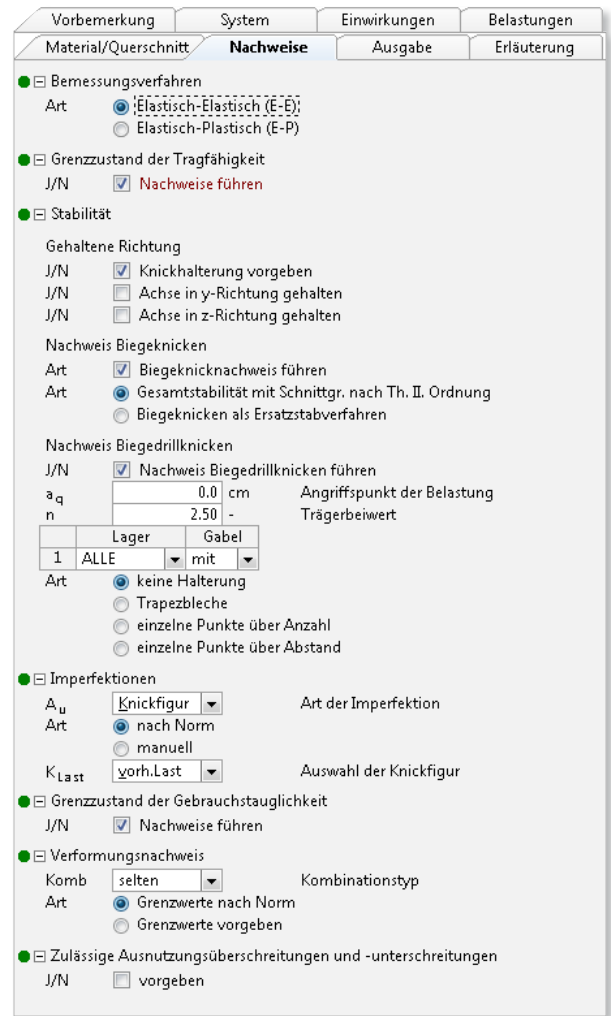 Vorbemerkung System Einwirkungen Belastungen
Material/Querschnitt Nachweise Ausgabe Erläuterung
Bemessungsverfahren
Art Elastisch-Elastisch (E-E)
Elastisch-Plastisch (E-P)
Grenzzustand der Tragfähigkeit
J/N Nachweise führen
Stabilität
Gehaltene Richtung
J/N Knickhalterung vorgeben
J/N Achse in y-Richtung gehalten
J/N Achse in z-Richtung gehalten
Nachweis Biegeknicken
Art Biegeknicknachweis führen
Art Gesamtstabilität mit Schnittgr. nach Th. II. Ordnung
Biegeknicken als Ersatzstabverfahren
Nachweis Biegedrillknicken
J/N Nachweis Biegedrillknicken führen
aq 0.0 cm Angriffspunkt der Belastung
n 2.50 - Trägerbeiwert
Lager Gabel
1 ALLE mit
Art keine Halterung
Trapezbleche
einzelne Punkte über Anzahl
einzelne Punkte über Abstand
Imperfektionen
Au Knickfigur Art der Imperfektion
Art nach Norm
manuell
KLast vorh.Last Auswahl der Knickfigur
Grenzzustand der Gebrauchstauglichkeit
J/N Nachweise führen
Verformungsnachweis
Komb selten Kombinationstyp
Art Grenzwerte nach Norm
Grenzwerte vorgeben
Zulässige Ausnutzungsüberschreitungen und -unterschreitungen
J/N vorgeben